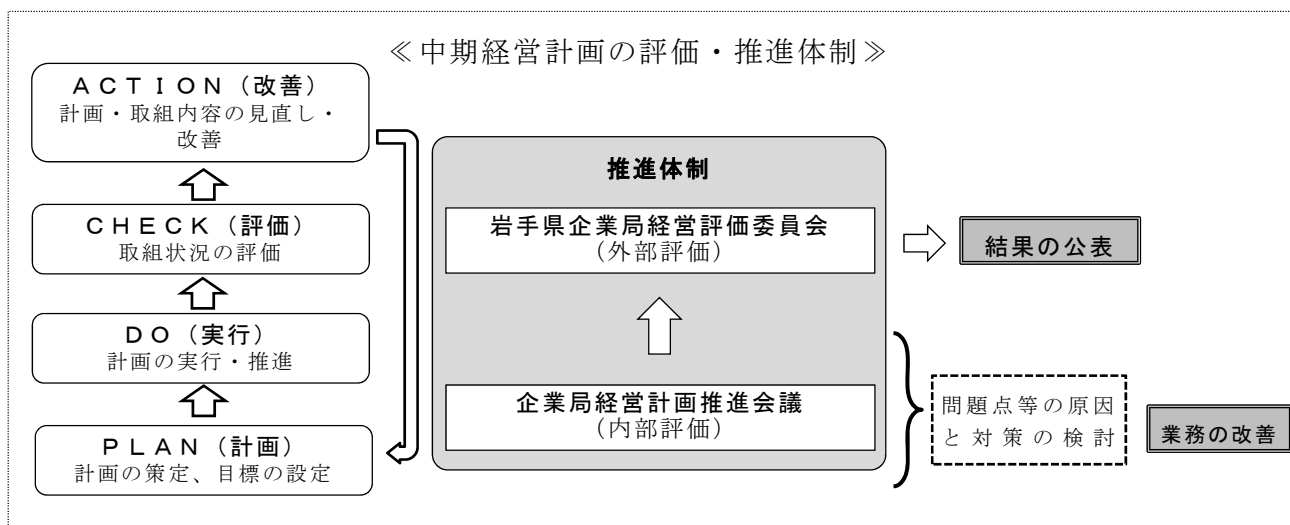 ≪中期経営計画の評価・推進体制≫
ACTION（改善）
計画・取組内容の見直し・
改善
CHECK（評価）
取組状況の評価
DO（実行）
計画の実行・推進
PLAN（計画）
計画の策定、目標の設定
推進体制
岩手県企業局経営評価委員会
（外部評価）
企業局経営計画推進会議
（内部評価）
結果の公表
問題点等の原因
と対策の検討
業務の改善